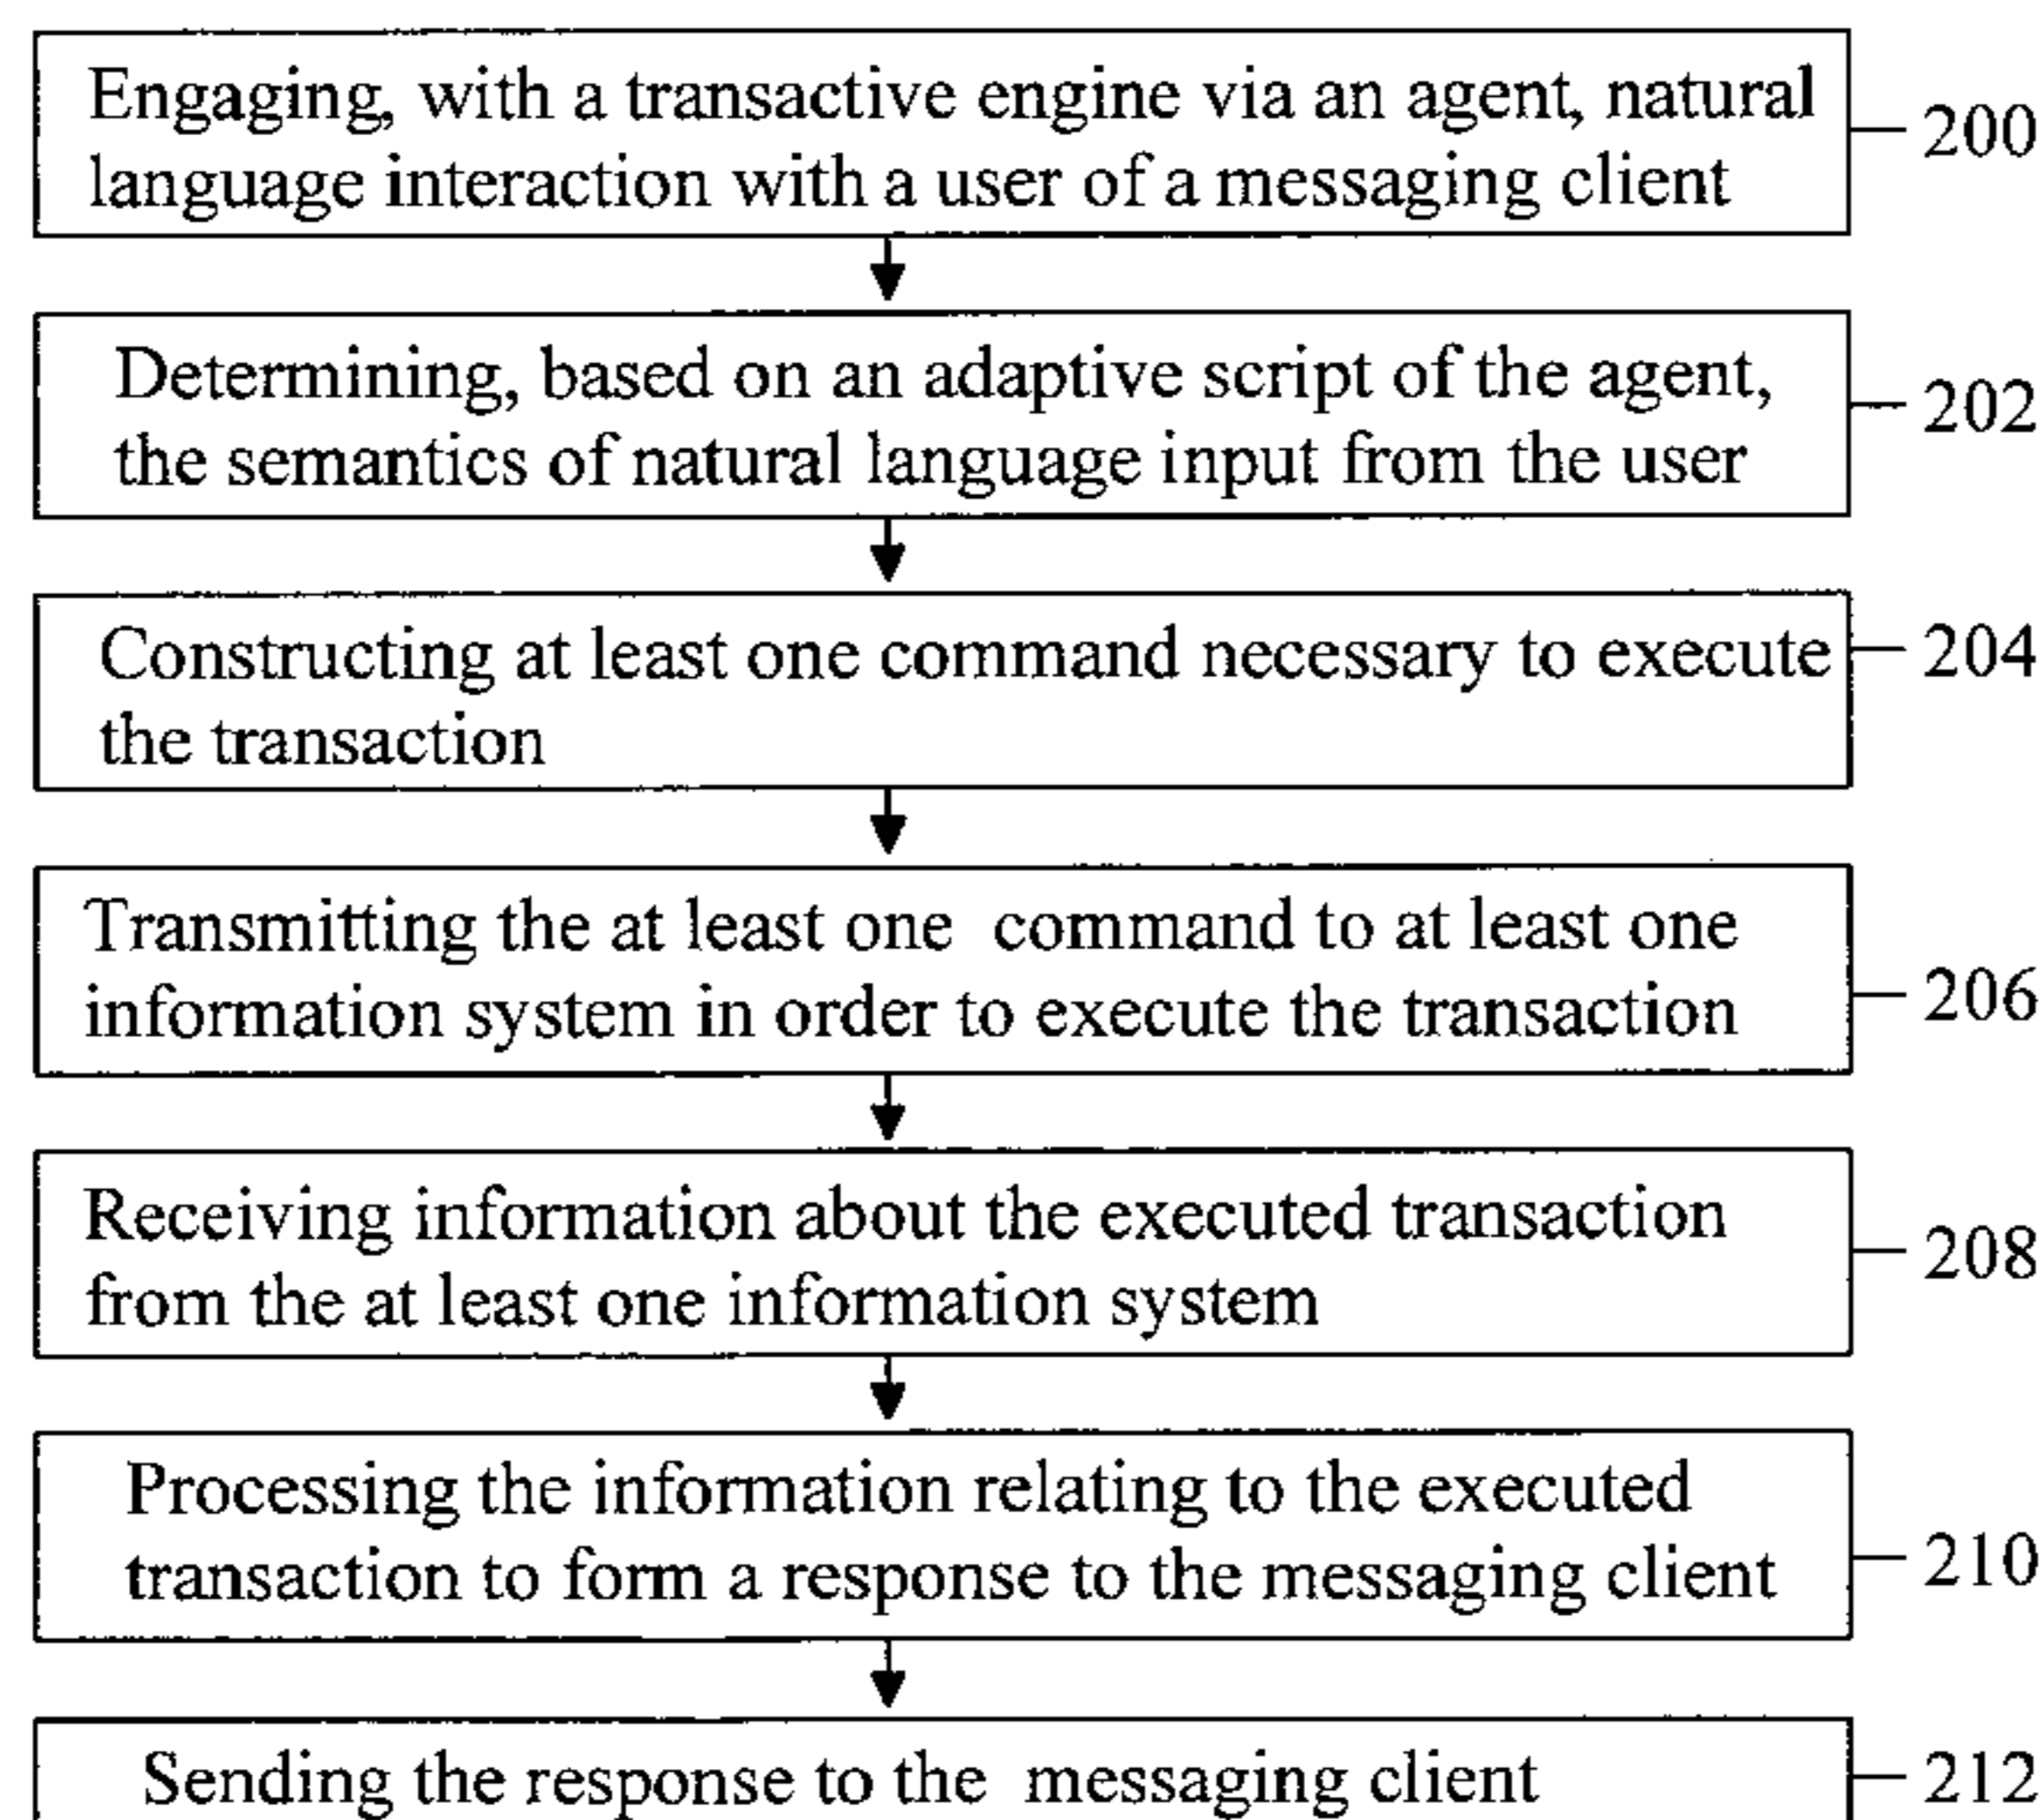 Engaging, with a transactive engine via an agent, natural
language interaction with a user of a messaging client
200
Determining, based on an adaptive script of the agent,
the semantics of natural language input from the user
202
Constructing at least one command necessary to execute
the transaction
204
Transmitting the at least one command to at least one
information system in order to execute the transaction
206
Receiving information about the executed transaction
from the at least one information system
208
Processing the information relating to the executed
transaction to form a response to the messaging client
210
Sending the response to the messaging client
212